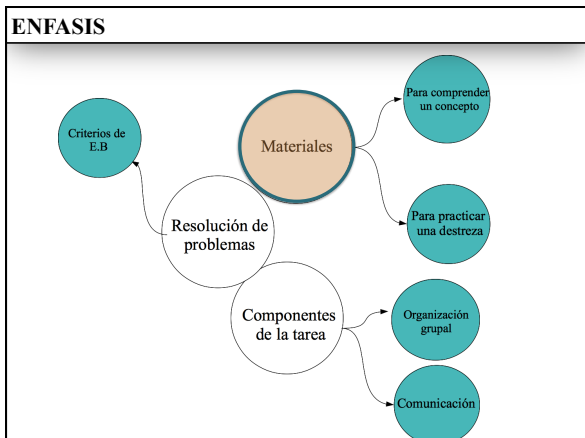 ENFASIS
Para comprender
un concepto
Criterios de
E.B
Materiales
Resolución de
problemas
Para practicar
una destreza
Componentes
de la tarea
Organización
grupal
Comunicación